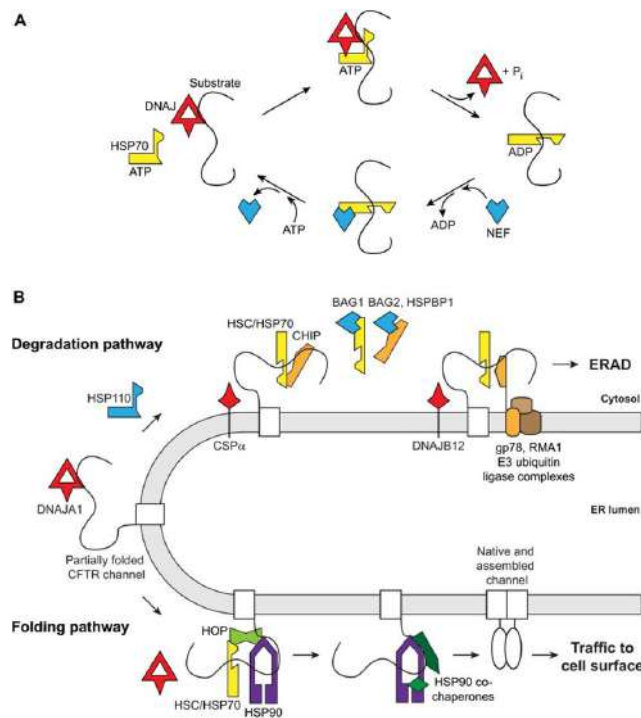 A
Substrate
DNAJ
HSP70
ATP
ATP
+ Pi
ADP
NEF
ADP
ATP
B
Degradation pathway
HSC/HSP70
CHIP
BAG1
BAG2, HSPBP1
ERAD
Cytosol
HSP110
CSPα
DNAJB12
gp78, RMA1
E3 ubiquitin
ligase complexes
ER lumen
DNAJA1
Partially folded
CFTR channel
Native and
assembled
channel
Folding pathway
HOP
HSC/HSP70
HSP90
HSP90 co-
chaperones
Traffic to
cell surface